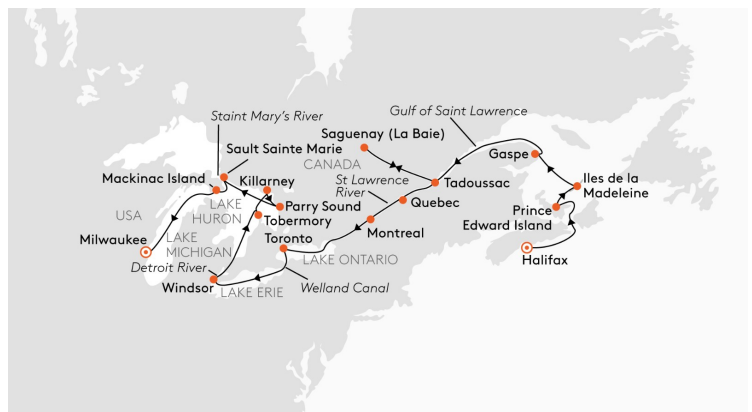 Staint Mary's River
Gulf of Saint Lawrence
Saguenay (La Baie)
Sault Sainte Marie
Gaspe
CANADA
Mackinac Island
Killarney
St Lawrence
River
Tadoussac
Iles de la
Madeleine
LAKE
HURON
Parry Sound
Quebec
USA
Tobermory
Prince
Edward Island
Milwaukee
LAKE
MICHIGAN
Toronto
Montreal
LAKE ONTARIO
Halifax
Detroit River
Windsor
LAKE ERIE
Welland Canal